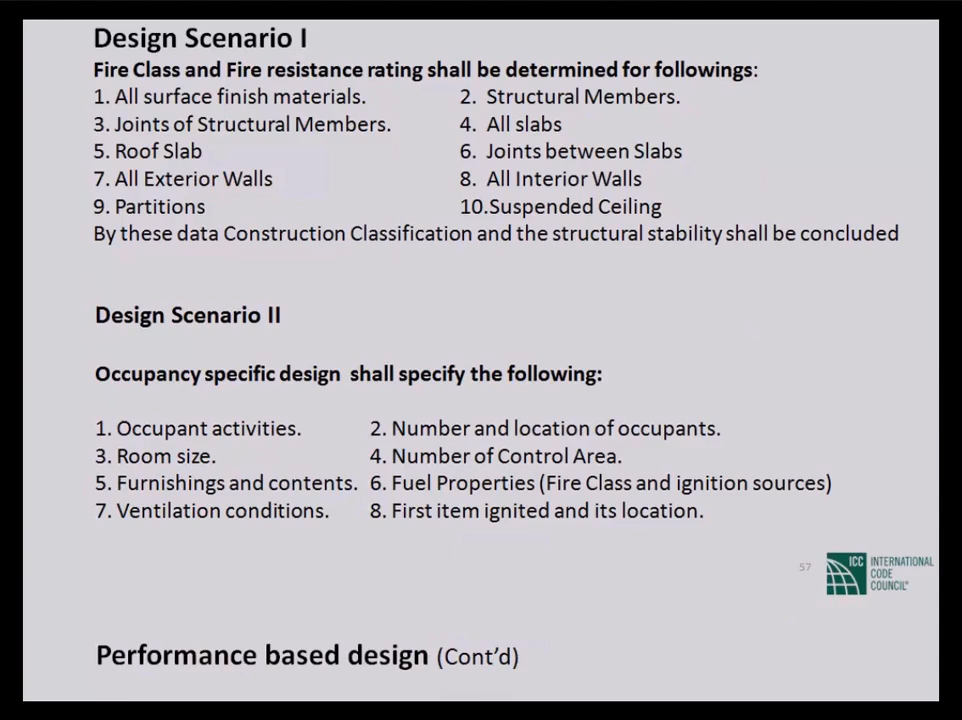 Design Scenario I
Fire Class and Fire resistance rating shall be determined for followings:
1. All surface finish materials. 2. Structural Members.
3. Joints of Structural Members. 4. All slabs
5. Roof Slab 6. Joints between Slabs
7. All Exterior Walls 8. All Interior Walls
9. Partitions 10.Suspended Ceiling
By these data Construction Classification and the structural stability shall be concluded
Design Scenario II
Occupancy specific design shall specify the following:
1. Occupant activities. 2. Number and location of occupants.
3. Room size. 4. Number of Control Area.
5. Furnishings and contents. 6. Fuel Properties (Fire Class and ignition sources)
7. Ventilation conditions. 8. First item ignited and its location.
57
ICC INTERNATIONAL
CODE
COUNCIL®
Performance based design (Cont’d)